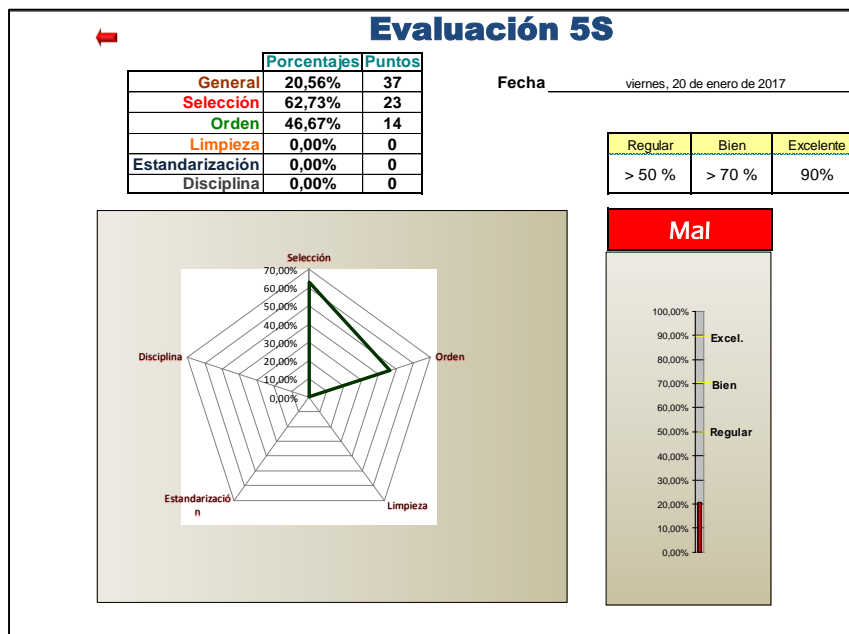 Evaluación 5S
Porcentajes Puntos
General 20,56% 37
Selección 62,73% 23
Orden 46,67% 14
Limpieza 0,00% 0
Estandarización 0,00% 0
Disciplina 0,00% 0
Fecha viernes, 20 de enero de 2017
Regular Bien Excelente
> 50 % > 70 % 90%
Mal
Selección
70,00%
60,00%
50,00%
40,00%
30,00%
20,00%
10,00%
0,00%
Disciplina
Orden
Estandarizació
n
Limpieza
100,00%
90,00% Excel.
80,00%
70,00% Bien
60,00%
50,00% Regular
40,00%
30,00%
20,00%
10,00%
0,00%